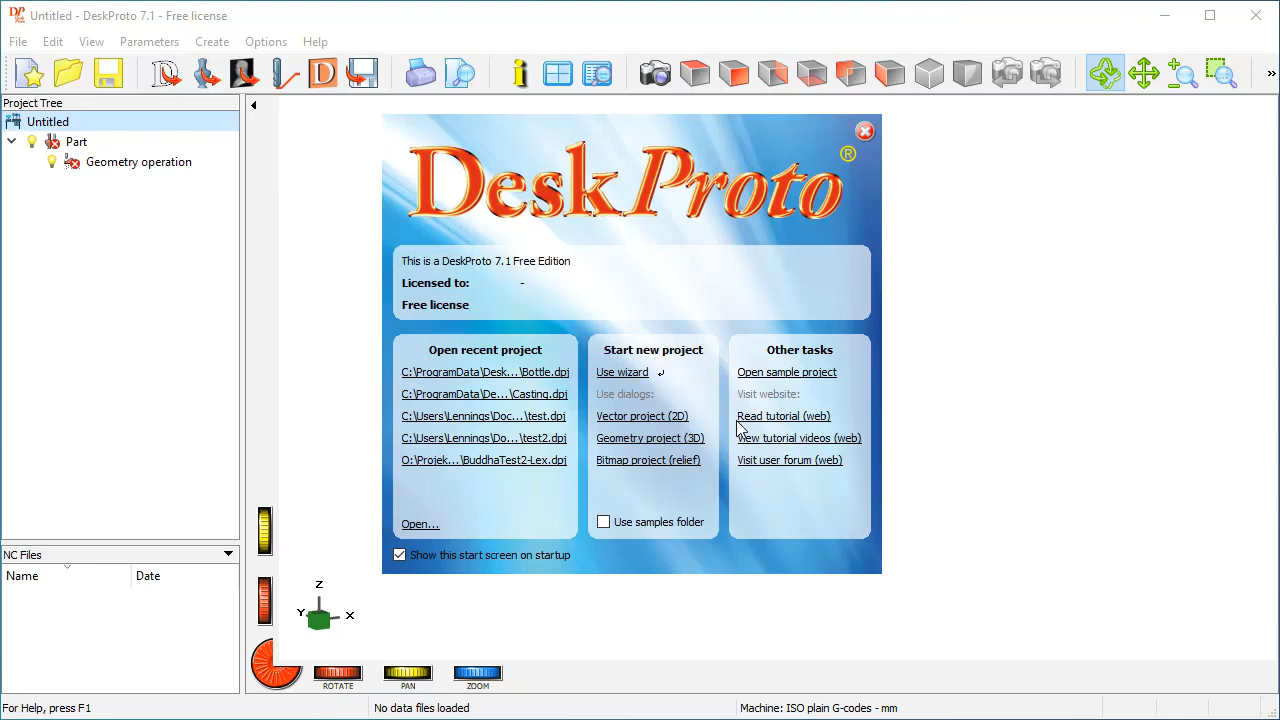 Untitled - DeskProto 7.1 - Free license
File Edit View Parameters Create Options Help
Project Tree
Untitled
Part
Geometry operation
NC Files
Name Date
DeskProto®
This is a DeskProto 7.1 Free Edition
Licensed to: -
Free license
Open recent project
C:\ProgramData\Desk...\Bottle.dpj
C:\ProgramData\De...\Casting.dpj
C:\Users\Lennings\Doc...\test.dpj
C:\Users\Lennings\Do...\test2.dpj
O:\Projek...\BuddhaTest2-Lex.dpj
Open...
Start new project
Use wizard
Use dialogs:
Vector project (2D)
Geometry project (3D)
Bitmap project (relief)
Use samples folder
Other tasks
Open sample project
Visit website:
Read tutorial (web)
View tutorial videos (web)
Visit user forum (web)
Show this start screen on startup
Z
Y X
ROTATE PAN ZOOM
For Help, press F1 No data files loaded Machine: ISO plain G-codes - mm